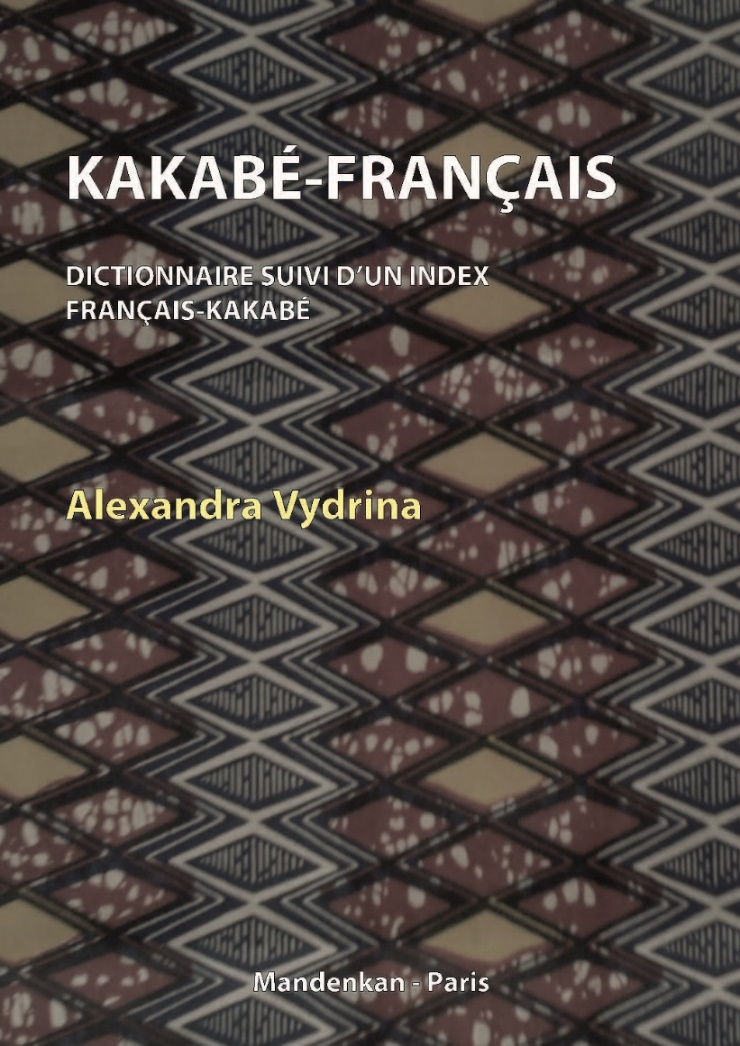 KAKABÉ-FRANÇAIS
DICTIONNAIRE SUIVI D'UN INDEX
FRANÇAIS-KAKABÉ
Alexandra Vydrina
Mandenkan - Paris